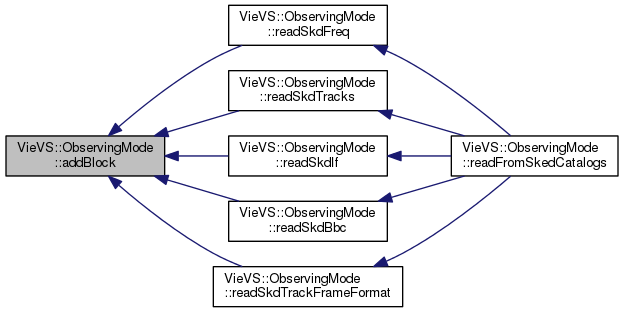 VieVS::ObservingMode
::readSkdFreq
VieVS::ObservingMode
::readSkdTracks
VieVS::ObservingMode
::addBlock
VieVS::ObservingMode
::readSkdIf
VieVS::ObservingMode
::readFromSkedCatalogs
VieVS::ObservingMode
::readSkdBbc
VieVS::ObservingMode
::readSkdTrackFrameFormat